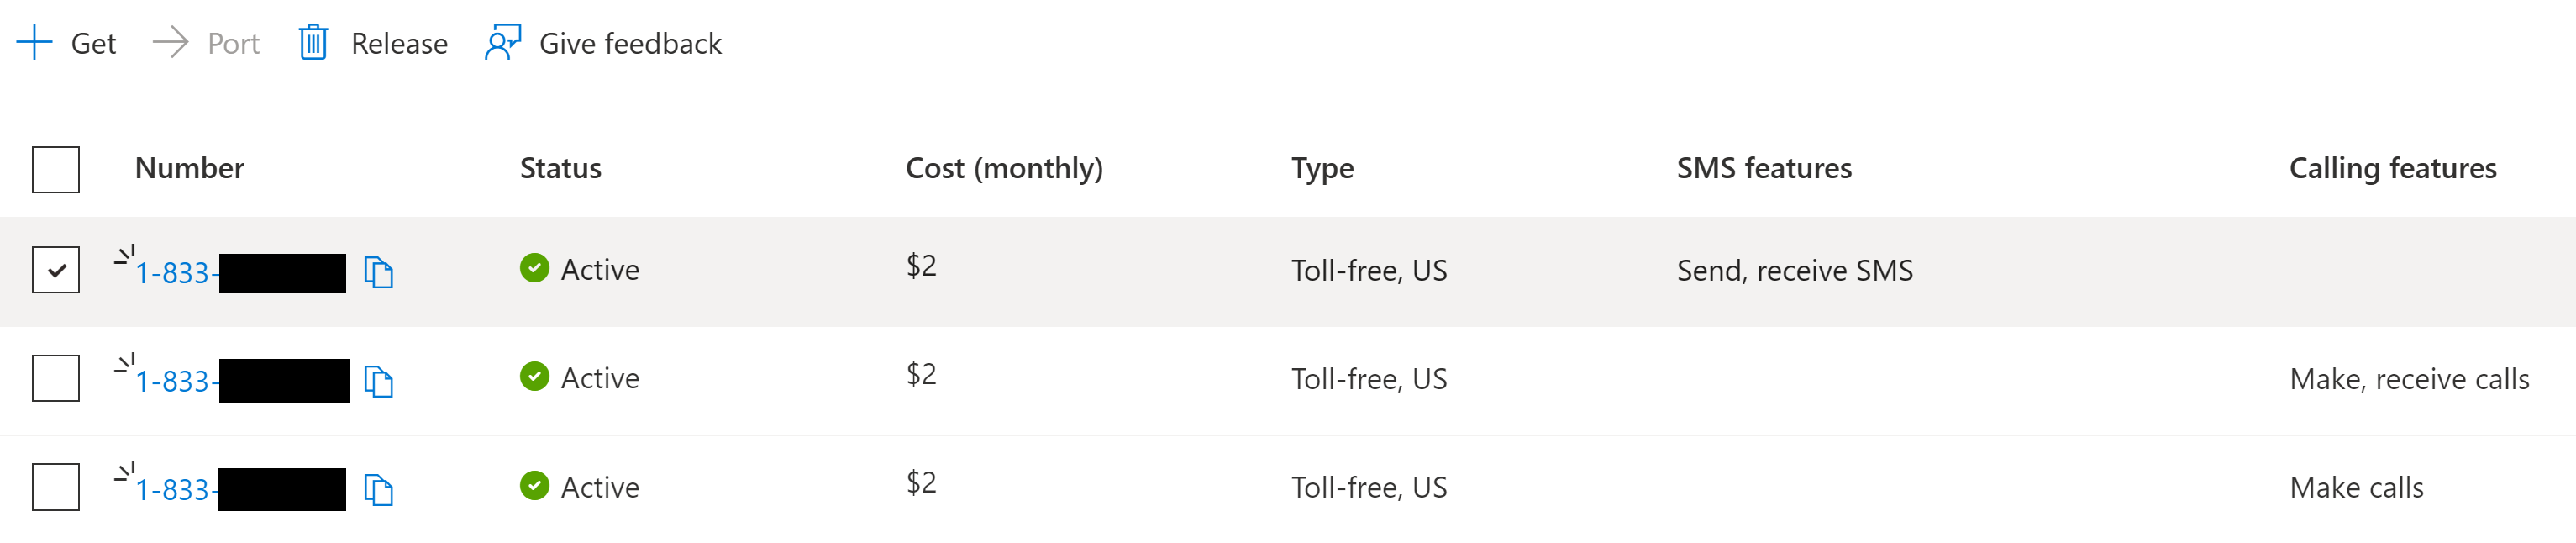 Get Port Release Give feedback
Number Status Cost (monthly) Type SMS features Calling features
1-833- Active $2 Toll-free, US Send, receive SMS
1-833- Active $2 Toll-free, US Make, receive calls
1-833- Active $2 Toll-free, US Make calls